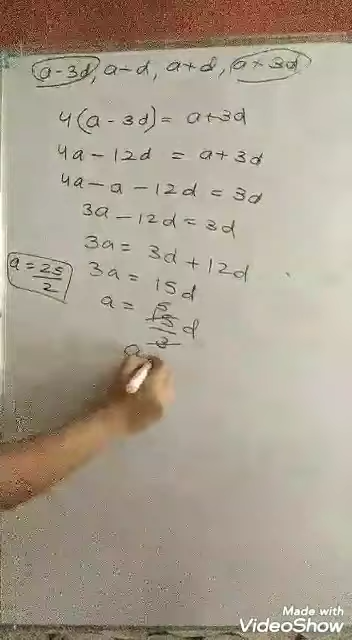 a-3d, a-d, a+d, a+3d
4(a-3d) = a+3d
4a-12d = a+3d
4a-a-12d = 3d
3a-12d = 3d
3a = 3d+12d
a = 25/2
3a = 15d
a = 5 15/3 d
a
Made with
VideoShow